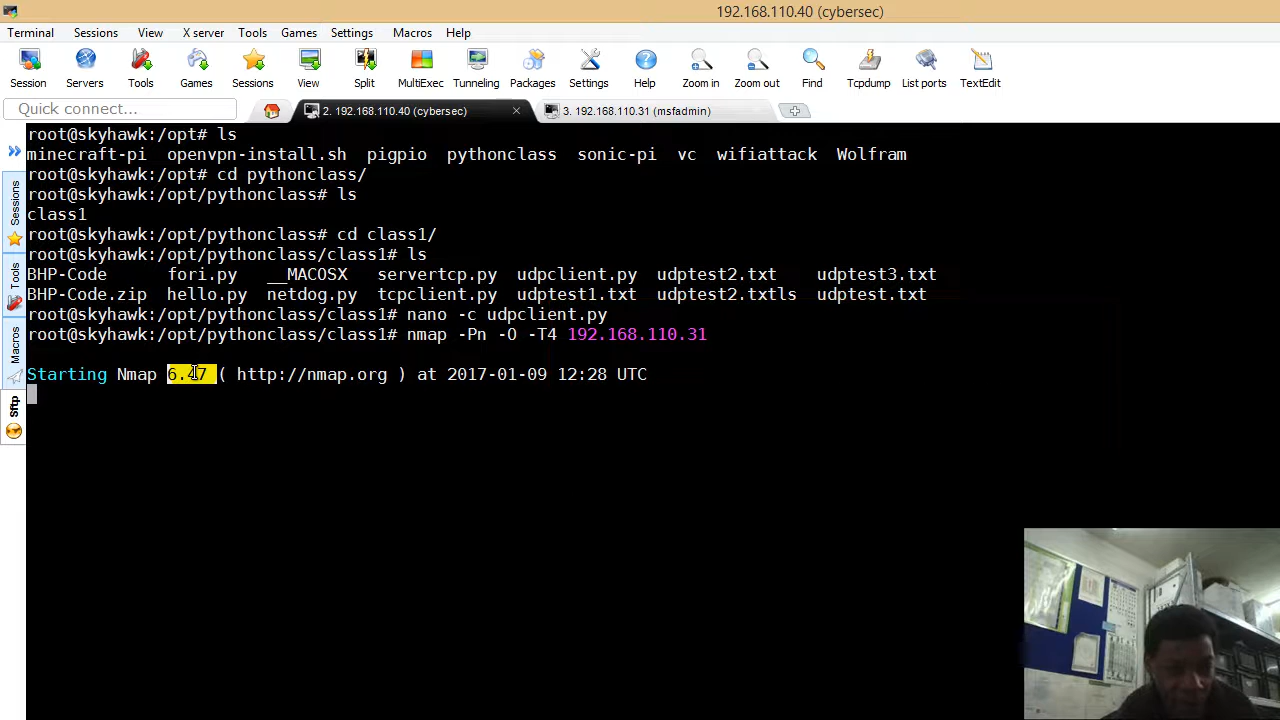 192.168.110.40 (cybersec)
Terminal Sessions View X server Tools Games Settings Macros Help
Session Servers Tools Games Sessions View Split MultiExec Tunneling Packages Settings Help Zoom in Zoom out Find Tcpdump List ports TextEdit
Quick connect...
2. 192.168.110.40 (cybersec)
3. 192.168.110.31 (msfadmin)
Sessions
Tools
Macros
Sftp
root@skyhawk:/opt# ls
minecraft-pi openvpn-install.sh pigpio pythonclass sonic-pi vc wifiattack Wolfram
root@skyhawk:/opt# cd pythonclass/
root@skyhawk:/opt/pythonclass# ls
class1
root@skyhawk:/opt/pythonclass# cd class1/
root@skyhawk:/opt/pythonclass/class1# ls
BHP-Code fori.py __MACOSX servertcp.py udpclient.py udptest2.txt udptest3.txt
BHP-Code.zip hello.py netdog.py tcpclient.py udptest1.txt udptest2.txtls udptest.txt
root@skyhawk:/opt/pythonclass/class1# nano -c udpclient.py
root@skyhawk:/opt/pythonclass/class1# nmap -Pn -O -T4 192.168.110.31
Starting Nmap 6.47 ( http://nmap.org ) at 2017-01-09 12:28 UTC